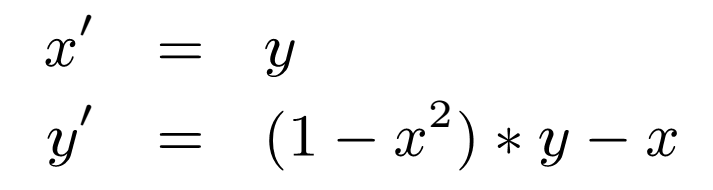 x′ = y
y′ = (1 − x²) ∗ y − x